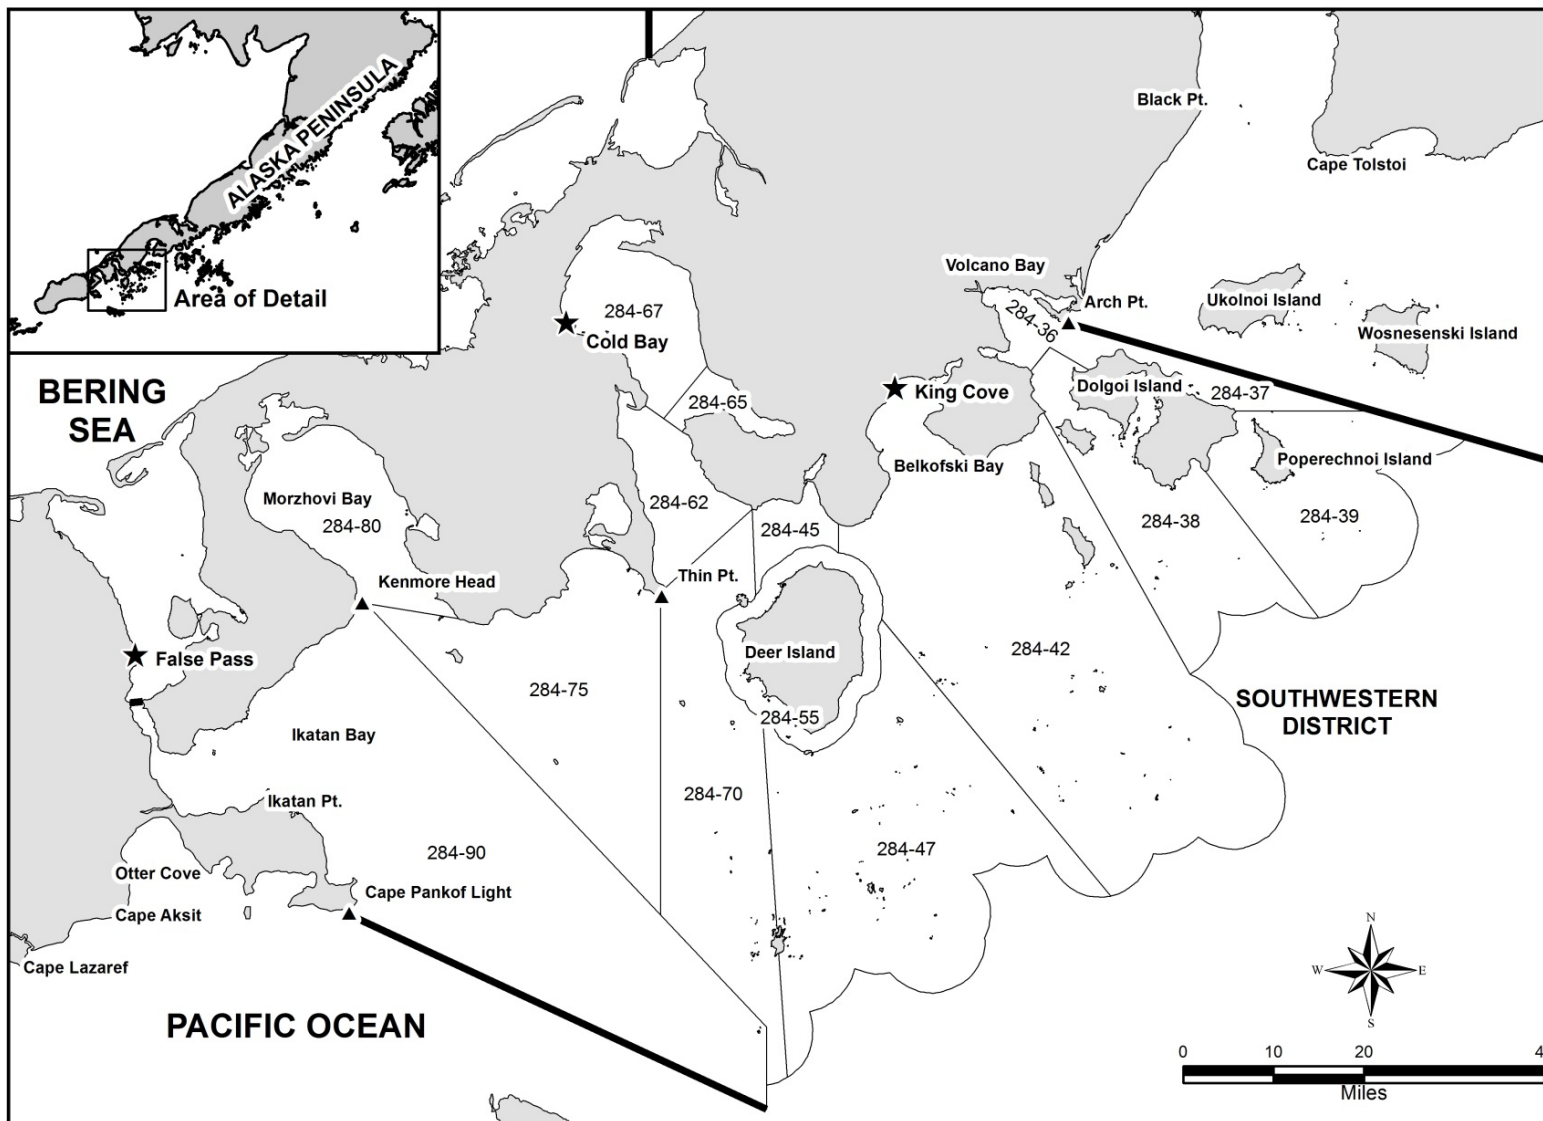 ALASKA PENINSULA
Area of Detail
BERING
SEA
Black Pt.
Cape Tolstoi
Volcano Bay
Arch Pt.
284-36
Ukolnoi Island
Wosnesenski Island
284-67
Cold Bay
284-65
King Cove
Dolgoi Island
284-37
Belkofski Bay
Poperechnoi Island
Morzhovi Bay
284-80
284-62
284-45
284-38
284-39
Kenmore Head
Thin Pt.
False Pass
Deer Island
284-42
284-75
284-55
SOUTHWESTERN
DISTRICT
Ikatan Bay
Ikatan Pt.
284-70
284-90
284-47
Otter Cove
Cape Pankof Light
Cape Aksit
Cape Lazaref
PACIFIC OCEAN
N
W
E
S
0 10 20 4
Miles